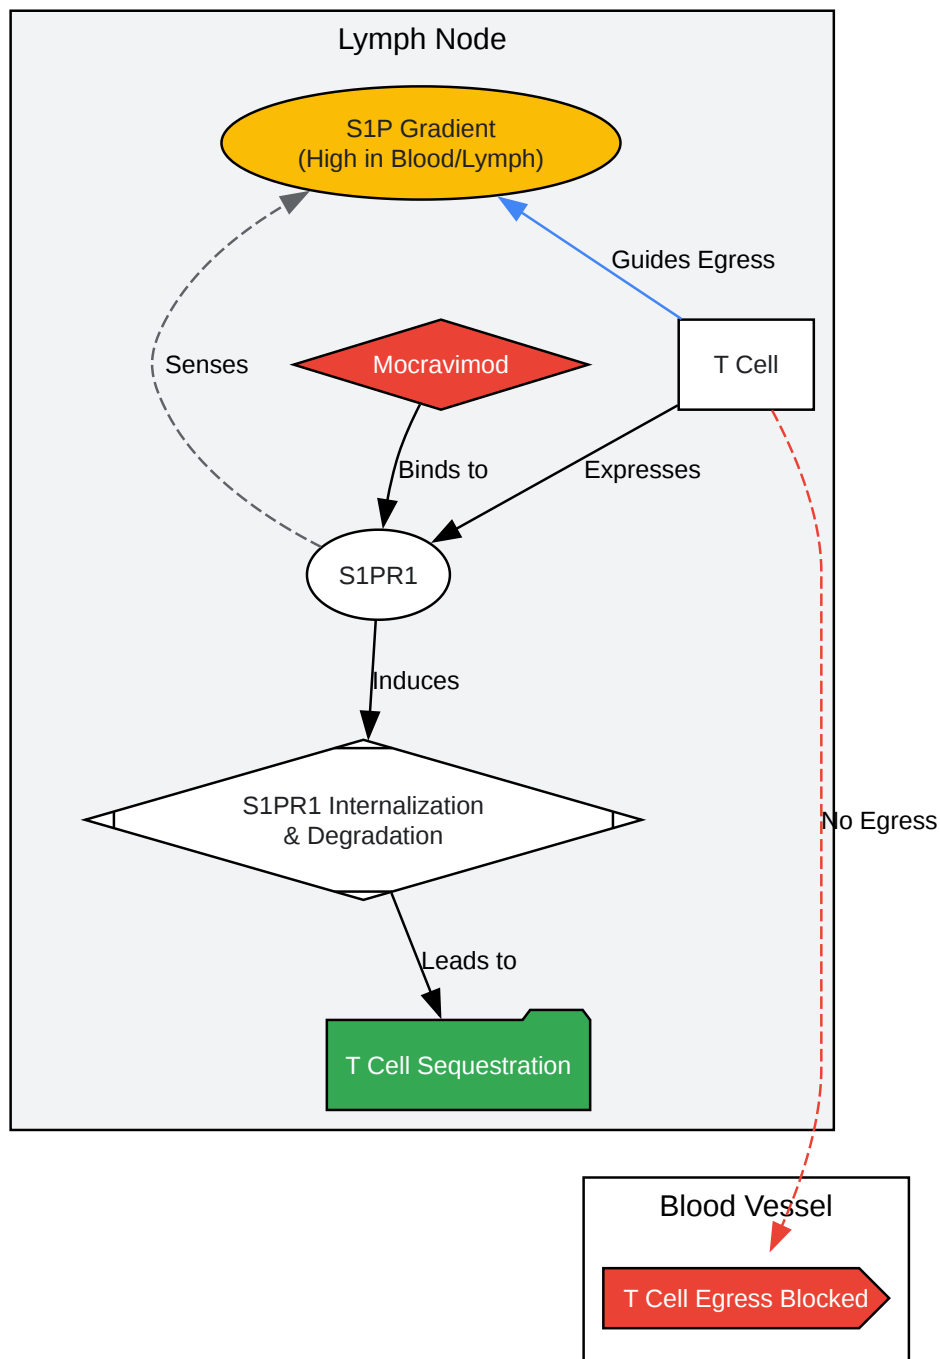 Lymph Node
S1P Gradient
(High in Blood/Lymph)
Guides Egress
Senses
Mocravimod
T Cell
Binds to
Expresses
S1PR1
Induces
S1PR1 Internalization
& Degradation
No Egress
Leads to
T Cell Sequestration
Blood Vessel
T Cell Egress Blocked